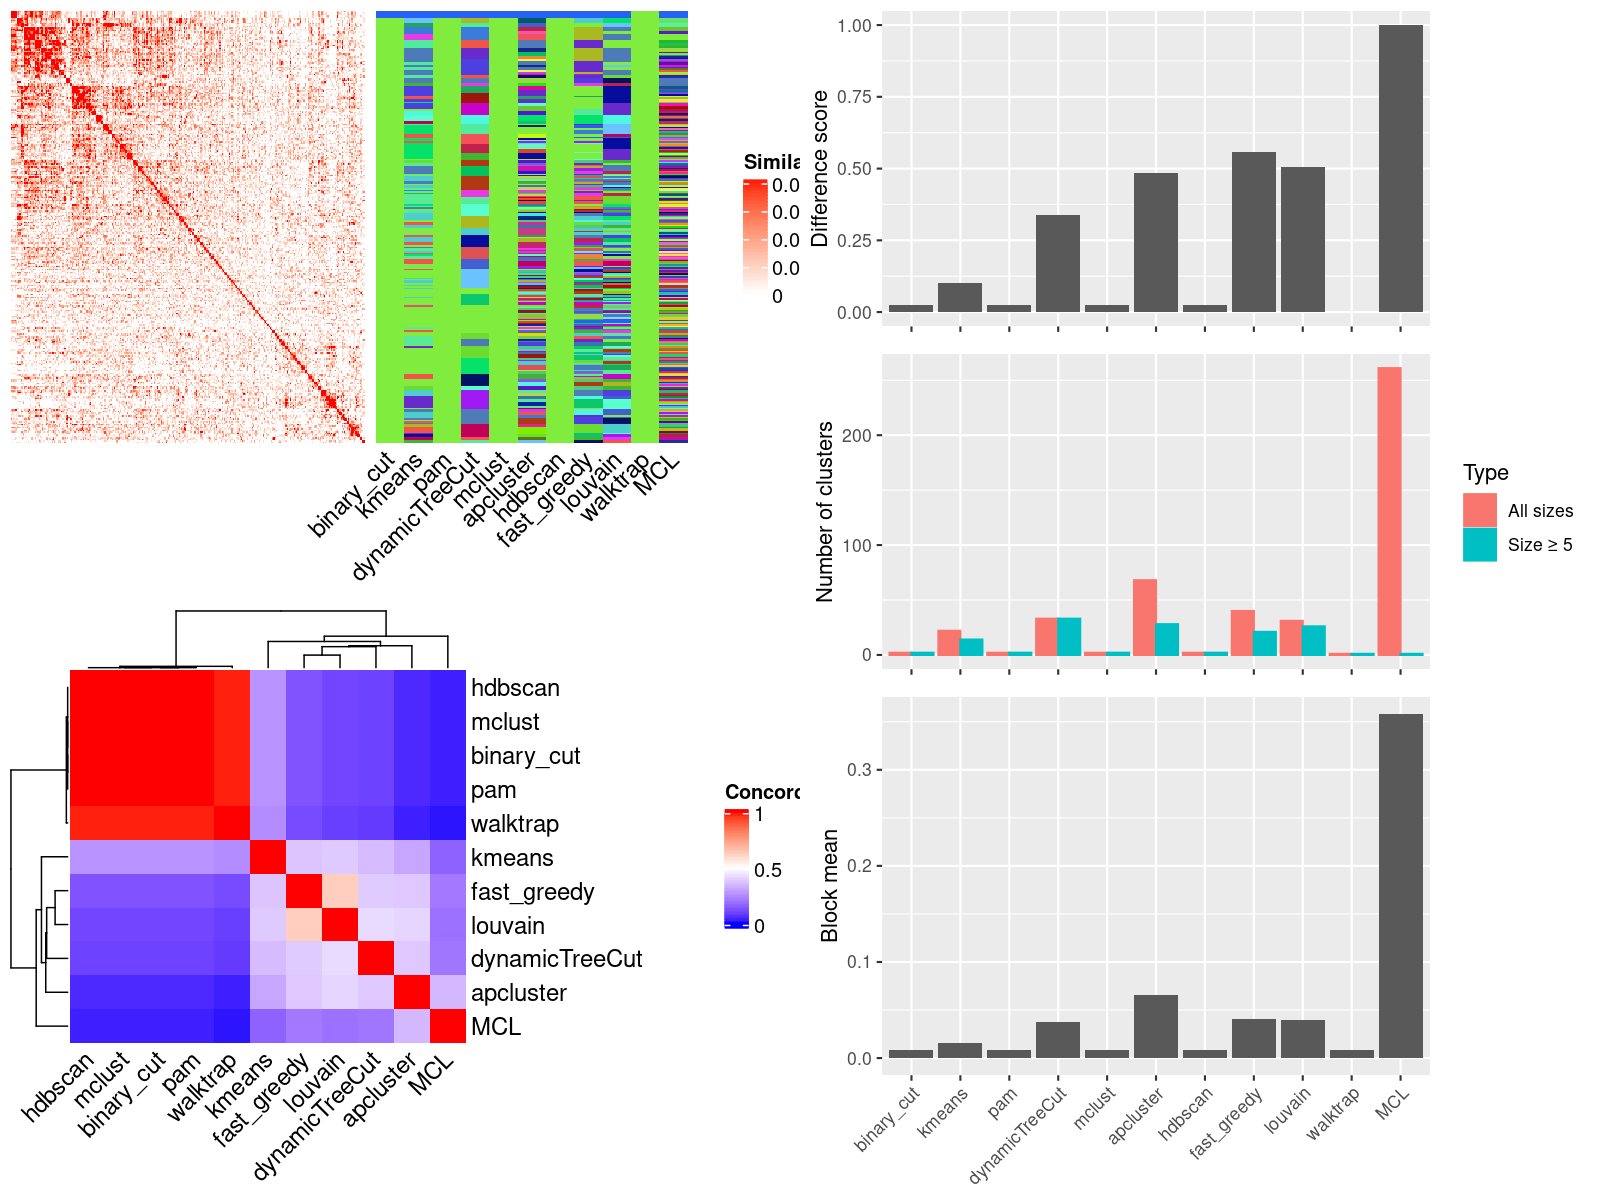 Simila
0.0
0.0
0.0
0.0
0
binary_cut
kmeans
pam
dynamicTreeCut
mclust
apcluster
hdbscan
fast_greedy
louvain
walktrap
MCL
hdbscan
mclust
binary_cut
pam
walktrap
kmeans
fast_greedy
louvain
dynamicTreeCut
apcluster
MCL
hdbscan
mclust
binary_cut
pam
walktrap
kmeans
fast_greedy
louvain
dynamicTreeCut
apcluster
MCL
Concord
1
0.5
0
Difference score
1.00
0.75
0.50
0.25
0.00
Number of clusters
200
100
0
Type
All sizes
Size ≥ 5
Block mean
0.3
0.2
0.1
0.0
binary_cut
kmeans
pam
dynamicTreeCut
mclust
apcluster
hdbscan
fast_greedy
louvain
walktrap
MCL